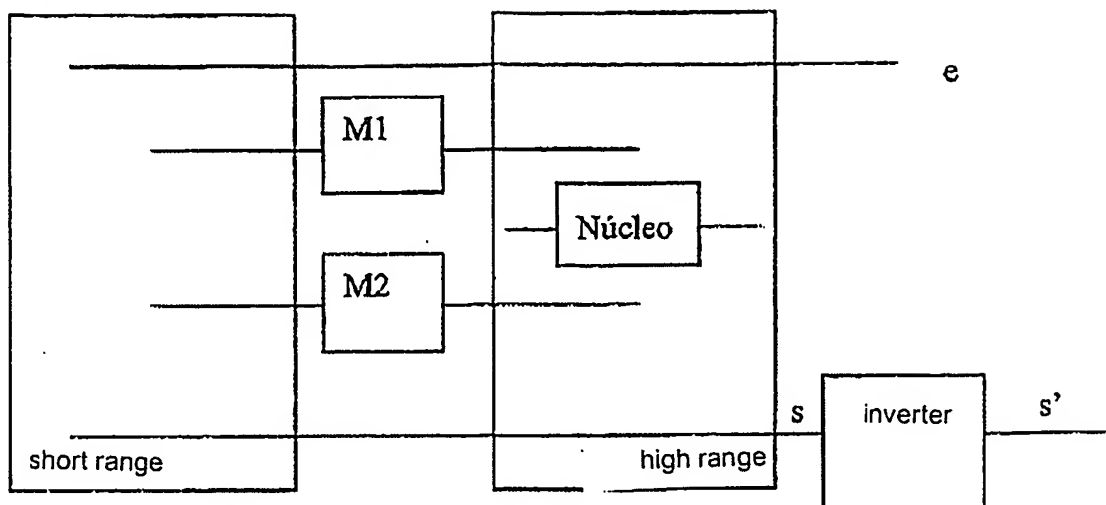 e
M1
Núcleo
M2
s
inverter
s’
short range
high range